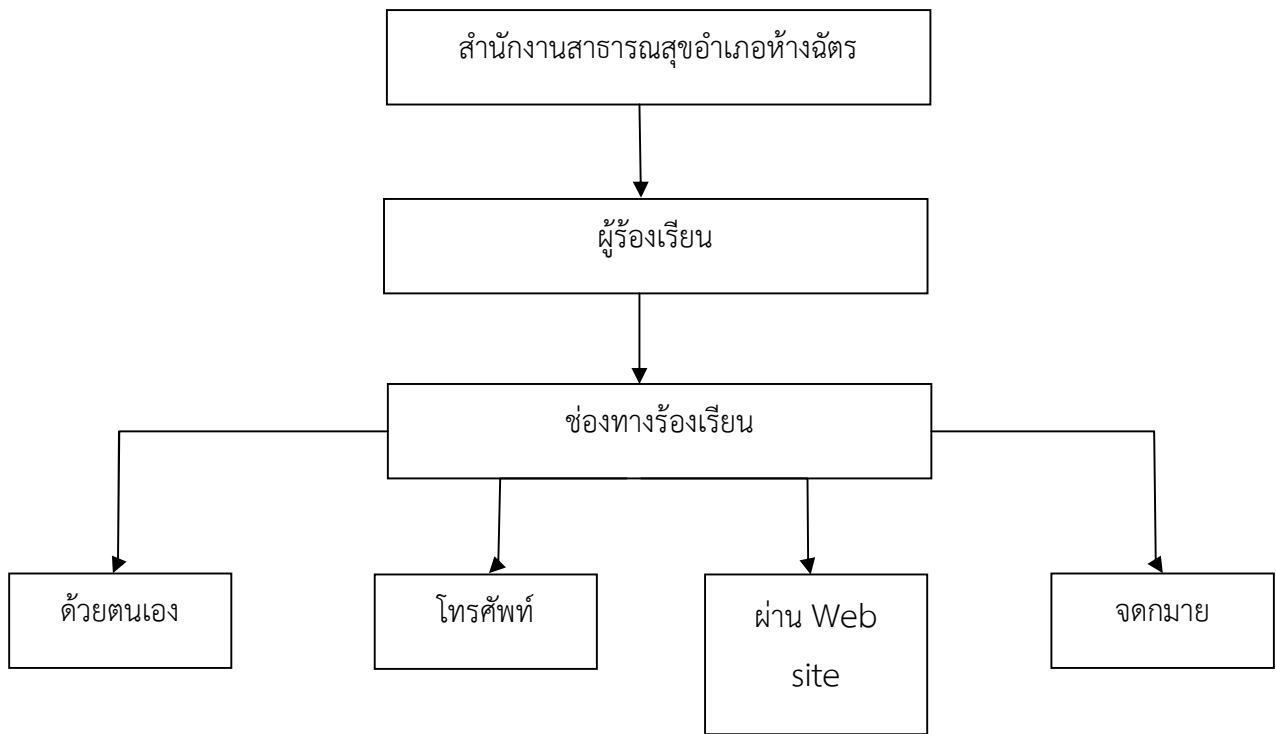 สำนักงานสาธารณสุขอำเภอห้างฉัตร
ผู้ร้องเรียน
ช่องทางร้องเรียน
ด้วยตนเอง
โทรศัพท์
ผ่าน Web
site
จดกมาย